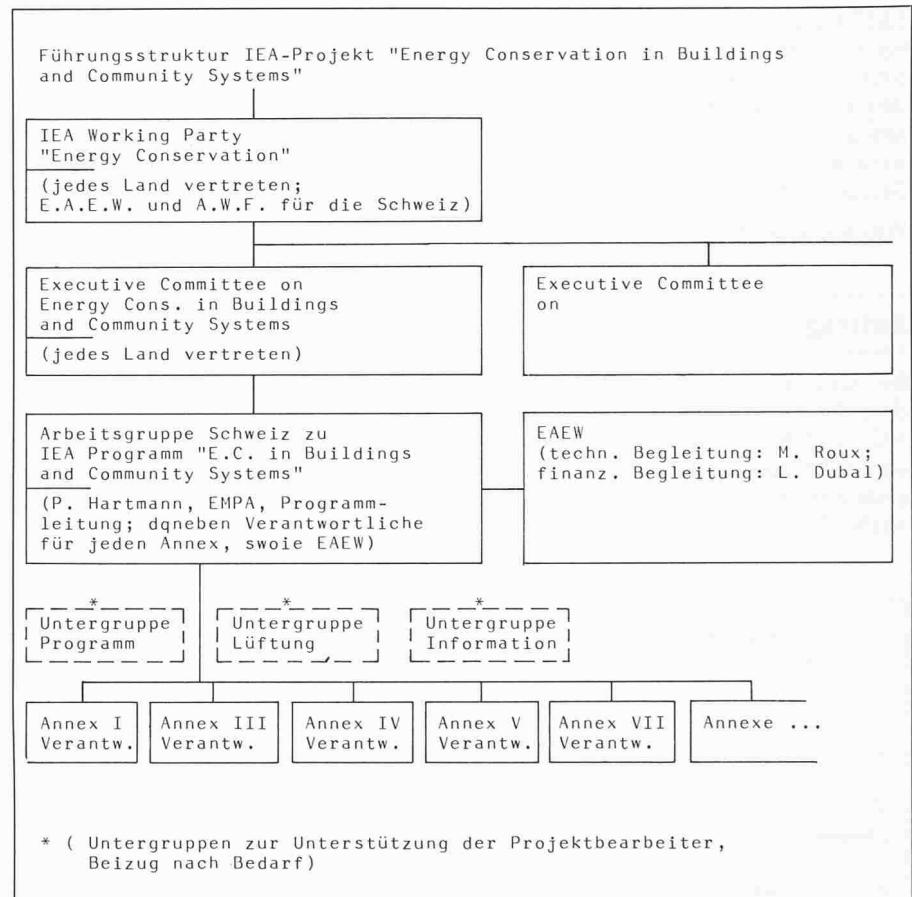 Führungsstruktur IEA-Projekt "Energy Conservation in Buildings
and Community Systems"
IEA Working Party
"Energy Conservation"
(jedes Land vertreten;
E.A.E.W. und A.W.F. für die Schweiz)
Executive Committee on
Energy Cons. in Buildings
and Community Systems
(jedes Land vertreten)
Executive Committee
on
Arbeitsgruppe Schweiz zu
IEA Programm "E.C. in Buildings
and Community Systems"
(P. Hartmann, EMPA, Programm-
leitung; dqneben Verantwortliche
für jeden Annex, swoie EAEW)
EAEW
(techn. Begleitung: M. Roux;
finanz. Begleitung: L. Dubal)
*
Untergruppe
Programm
*
Untergruppe
Lüftung
*
Untergruppe
Information
Annex I
Verantw.
Annex III
Verantw.
Annex IV
Verantw.
Annex V
Verantw.
Annex VII
Verantw.
Annexe ...
* ( Untergruppen zur Unterstützung der Projektbearbeiter,
Beizug nach Bedarf)